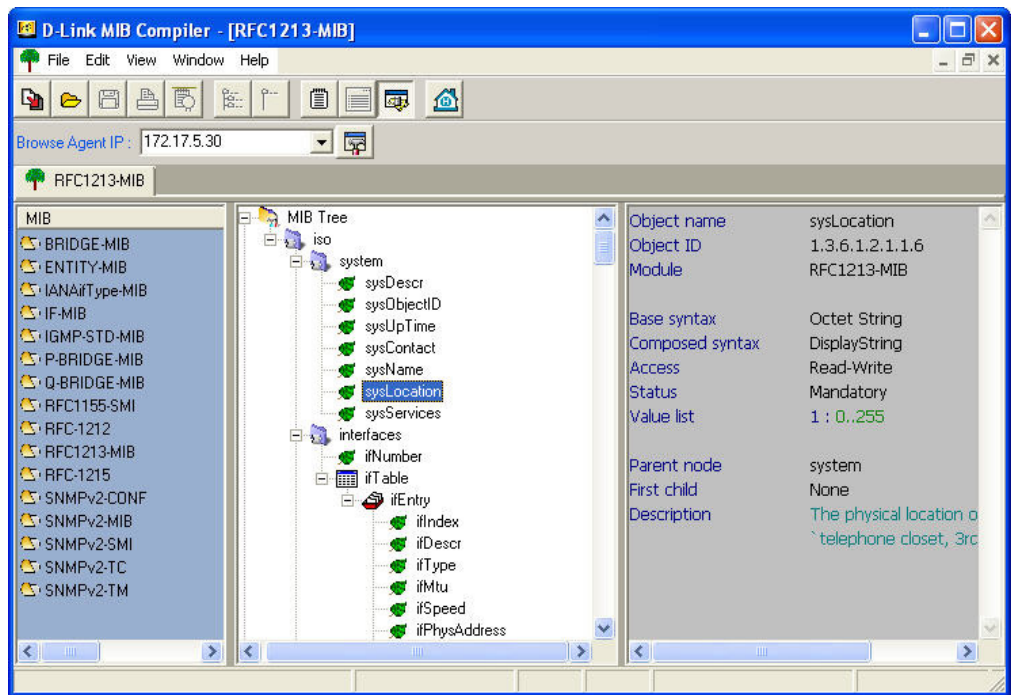 D-Link MIB Compiler - [RFC1213-MIB]
File Edit View Window Help
Browse Agent IP : 172.17.5.30
RFC1213-MIB
MIB
BRIDGE-MIB
ENTITY-MIB
IANAifType-MIB
IF-MIB
IGMP-STD-MIB
P-BRIDGE-MIB
Q-BRIDGE-MIB
RFC1155-SMI
RFC-1212
RFC1213-MIB
RFC-1215
SNMPv2-CONF
SNMPv2-MIB
SNMPv2-SMI
SNMPv2-TC
SNMPv2-TM
MIB Tree
iso
system
sysDescr
sysObjectID
sysUpTime
sysContact
sysName
sysLocation
sysServices
interfaces
ifNumber
ifTable
ifEntry
ifIndex
ifDescr
ifType
ifMtu
ifSpeed
ifPhysAddress
Object name sysLocation
Object ID 1.3.6.1.2.1.1.6
Module RFC1213-MIB
Base syntax Octet String
Composed syntax DisplayString
Access Read-Write
Status Mandatory
Value list 1 : 0..255
Parent node system
First child None
Description The physical location o
`telephone closet, 3rc